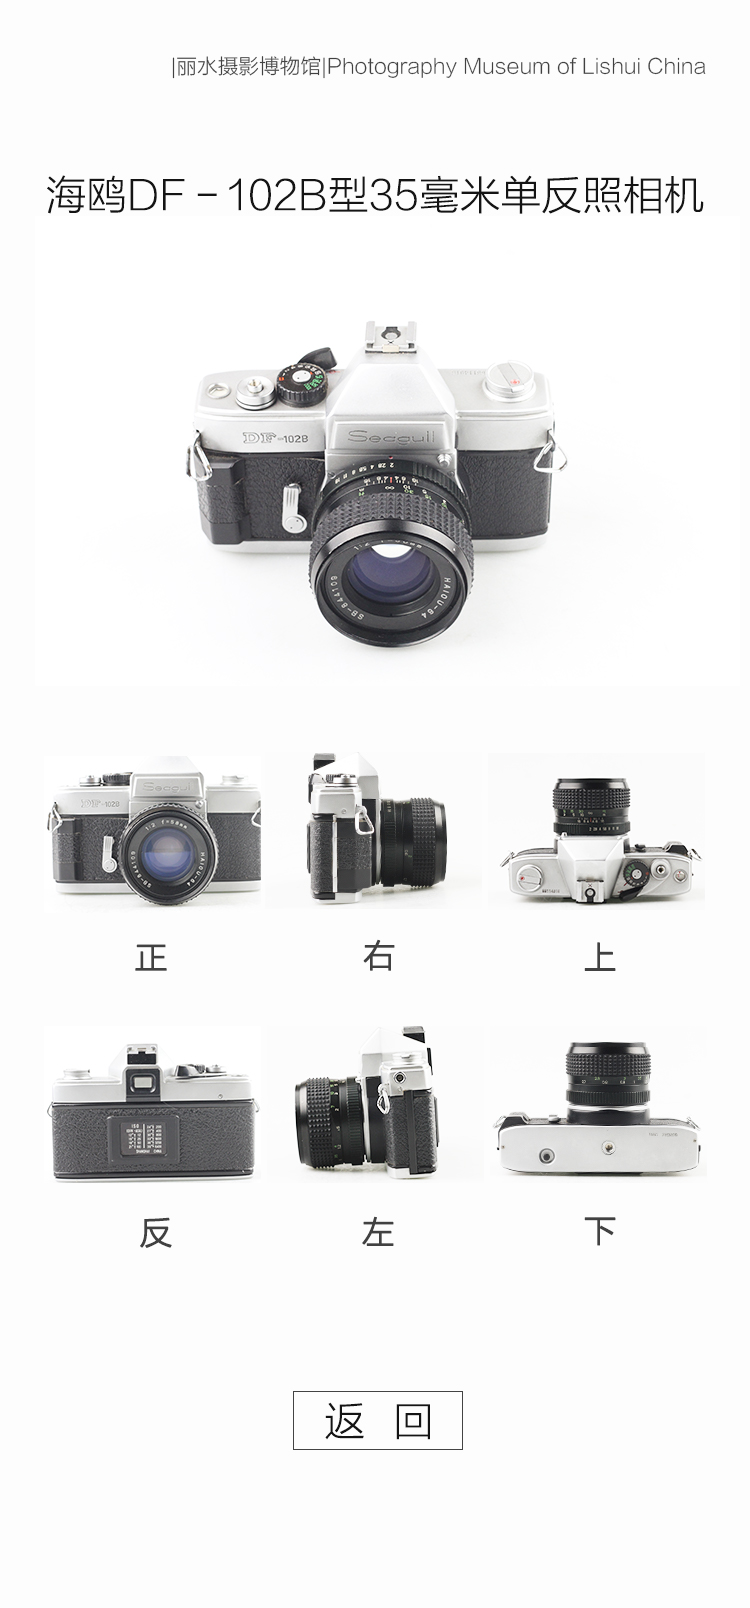 |丽水摄影博物馆|Photography Museum of Lishui China
海鸥DF-102B型35毫米单反照相机
DF-102B
Seagull
HAIOU-64
正
右
上
反
左
下
返 回